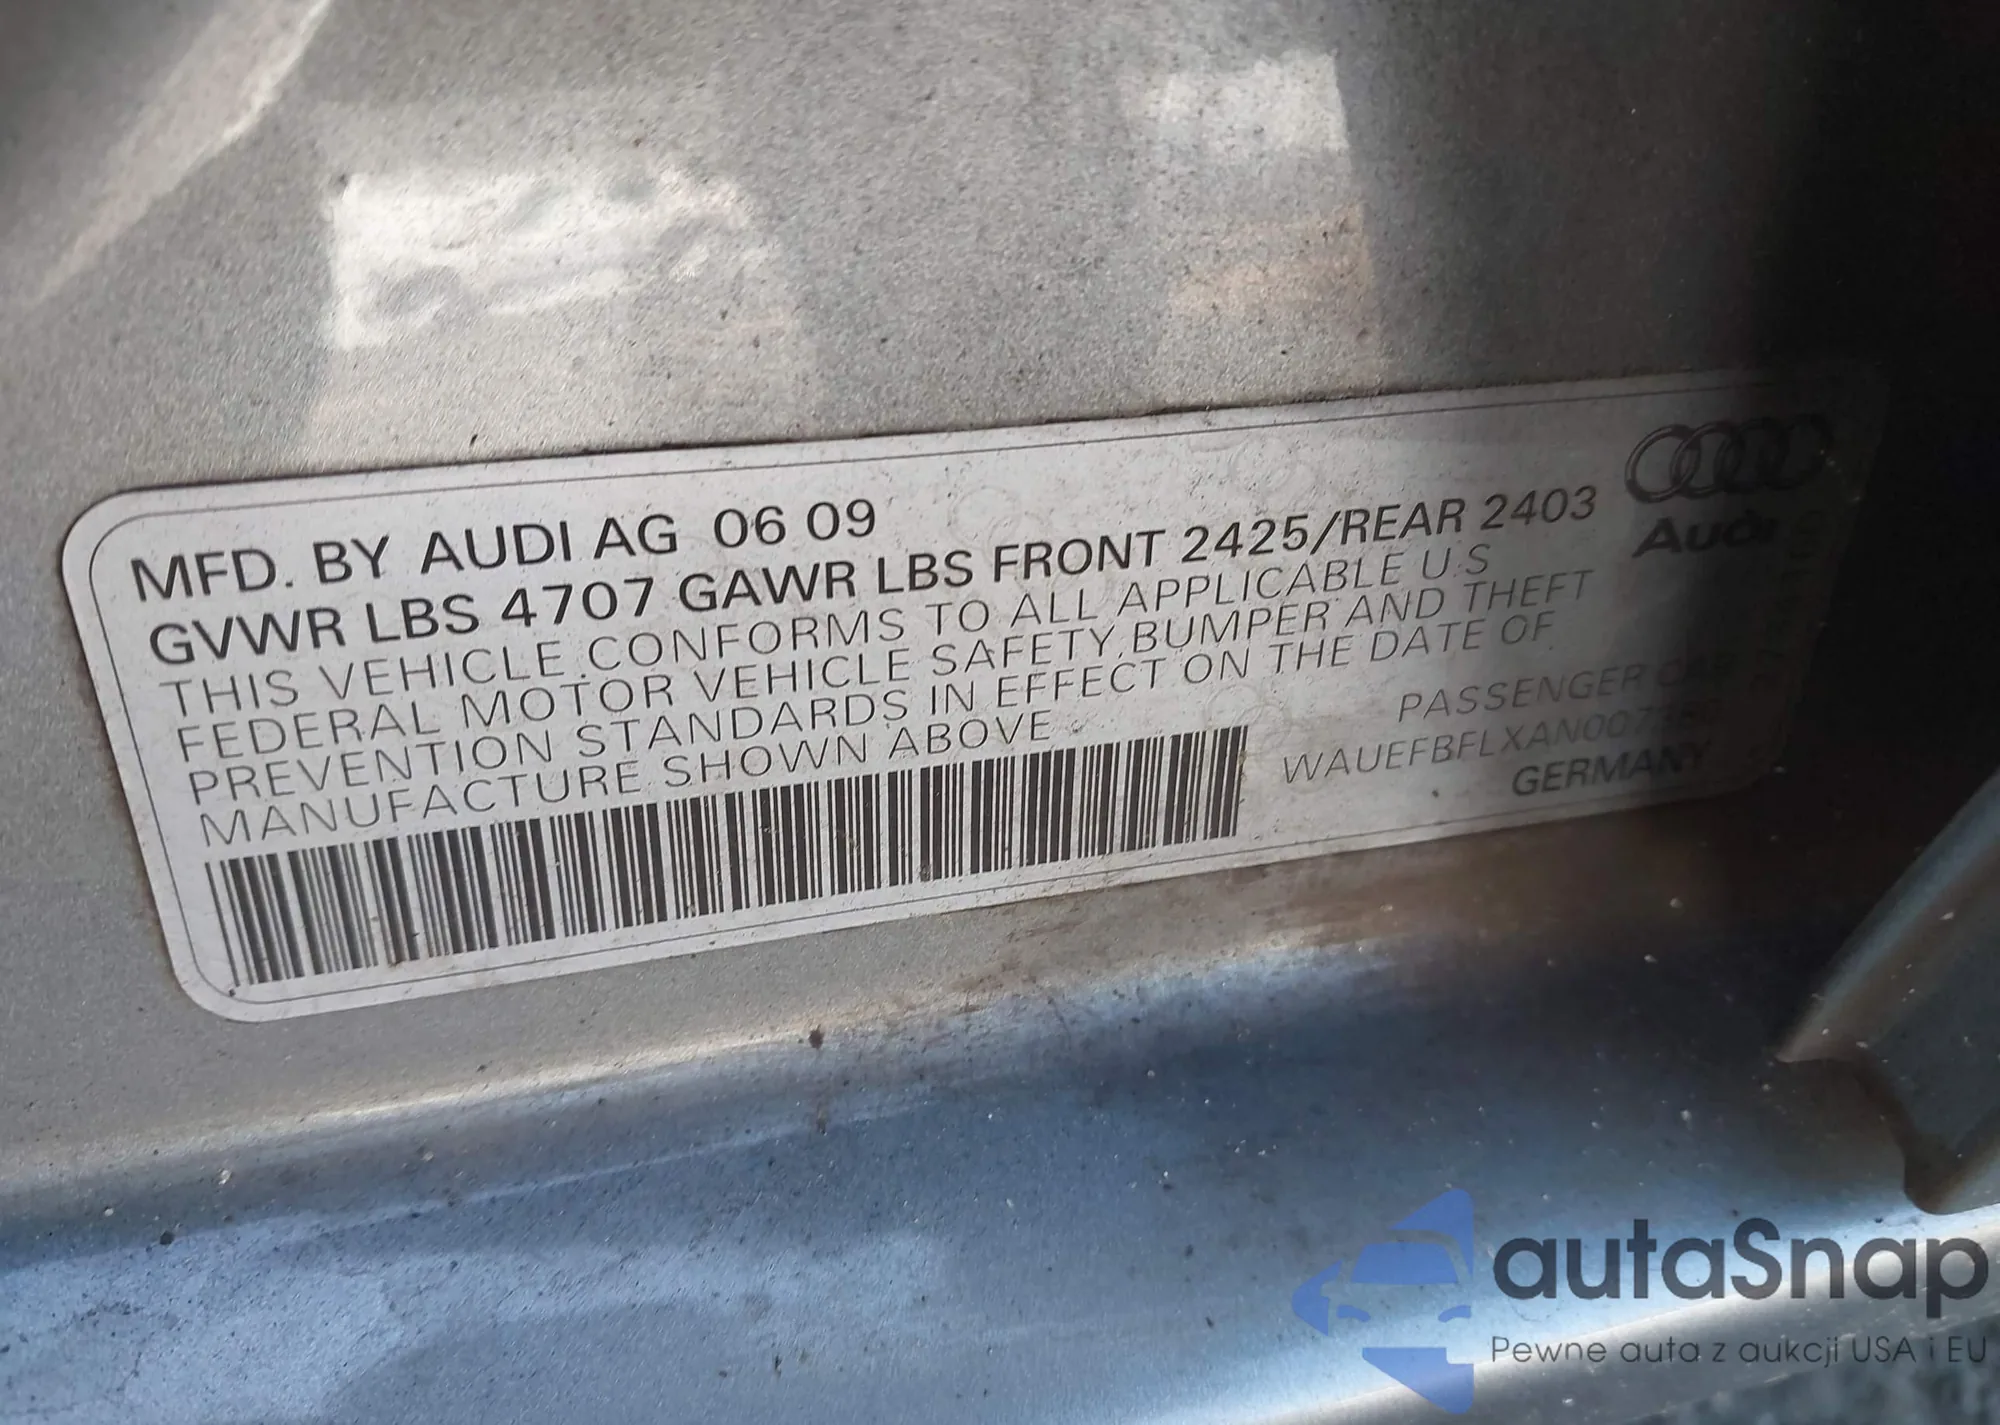 MFD. BY AUDI AG 06 09
GVWR LBS 4707 GAWR LBS FRONT 2425/REAR 2403
THIS VEHICLE CONFORMS TO ALL APPLICABLE U.S
FEDERAL MOTOR VEHICLE SAFETY, BUMPER AND THEFT
PREVENTION STANDARDS IN EFFECT ON THE DATE OF
MANUFACTURE SHOWN ABOVE
Audi
PASSENGER CAR
GERMANY
autaSnap
Pewne auta z aukcji USA i EU